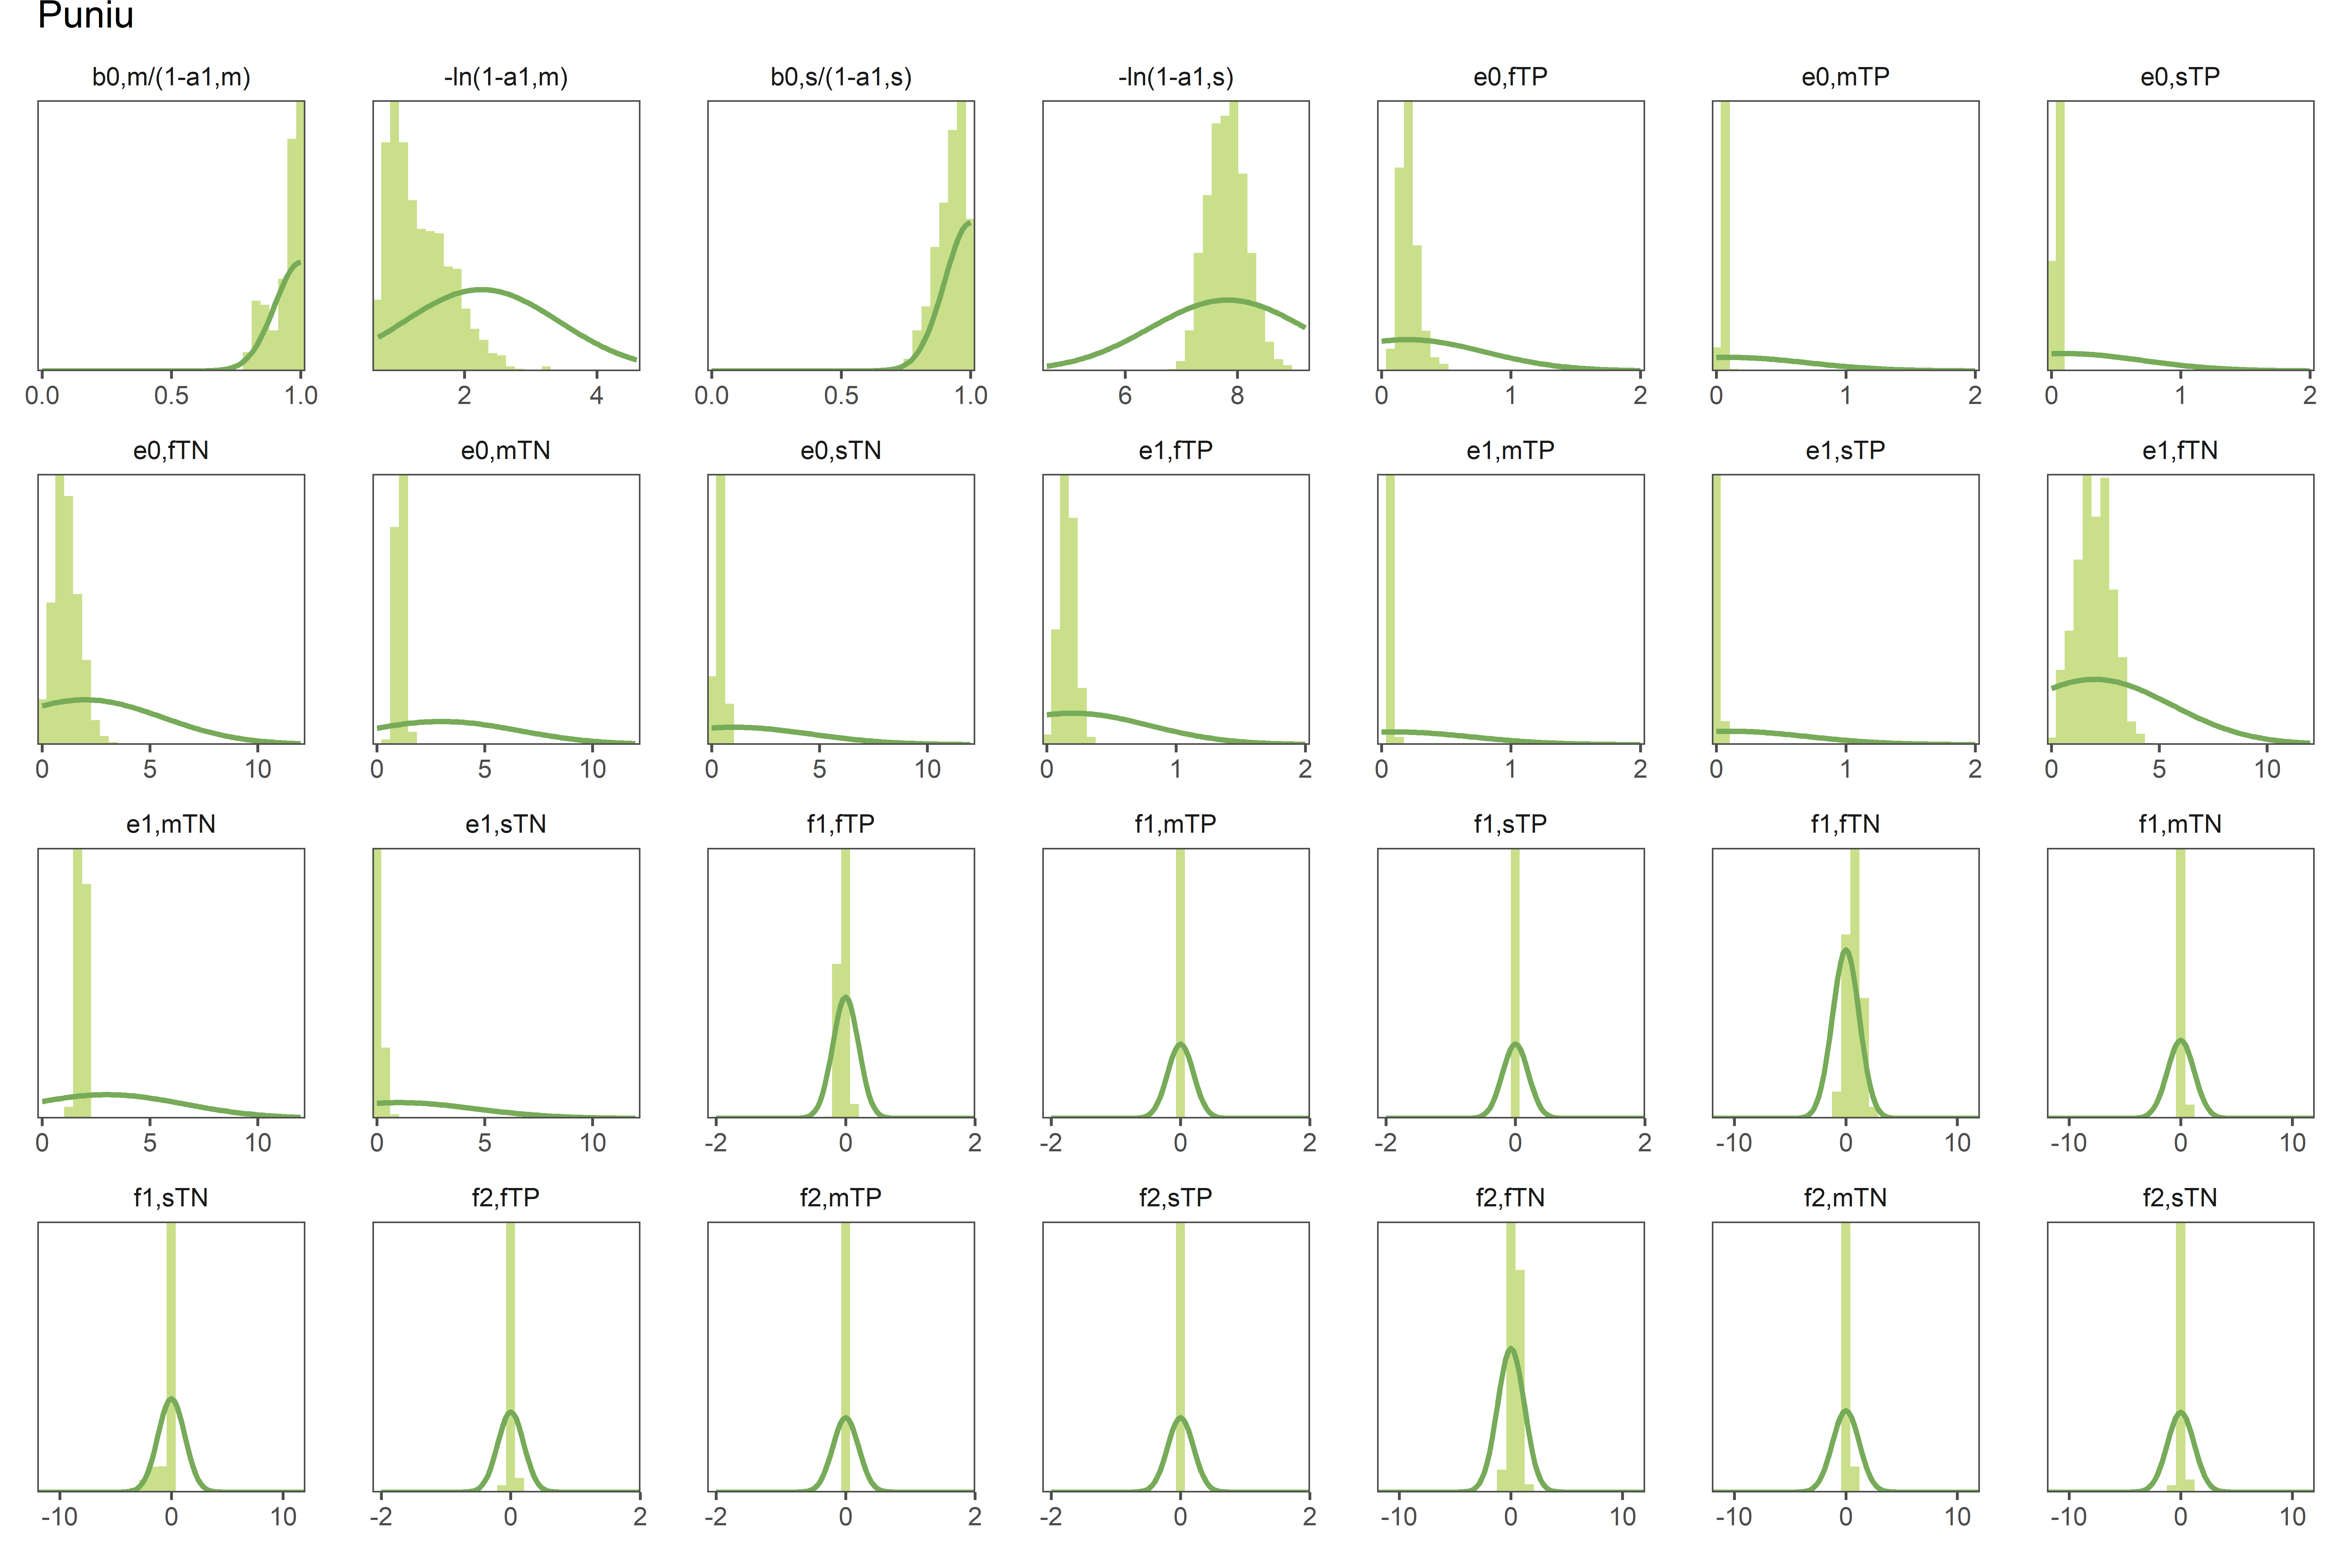 Puniu
b0,m/(1-a1,m) -ln(1-a1,m) b0,s/(1-a1,s) -ln(1-a1,s) e0,fTP e0,mTP e0,sTP
0.0 0.5 1.0 2 4 0.0 0.5 1.0 6 8 0 1 2 0 1 2 0 1 2
e0,fTN e0,mTN e0,sTN e1,fTP e1,mTP e1,sTP e1,fTN
0 5 10 0 5 10 0 5 10 0 1 2 0 1 2 0 1 2 0 5 10
e1,mTN e1,sTN f1,fTP f1,mTP f1,sTP f1,fTN f1,mTN
0 5 10 0 5 10 -2 0 2 -2 0 2 -2 0 2 -10 0 10 -10 0 10
f1,sTN f2,fTP f2,mTP f2,sTP f2,fTN f2,mTN f2,sTN
-10 0 10 -2 0 2 -2 0 2 -2 0 2 -10 0 10 -10 0 10 -10 0 10